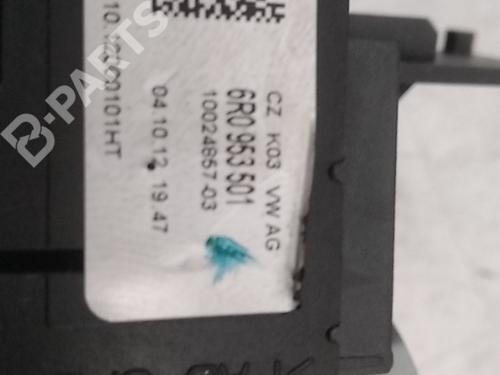 CZ K03 VW AG
6R0 953 501
10024857-03
04.10.12 19.47
B-PARTS